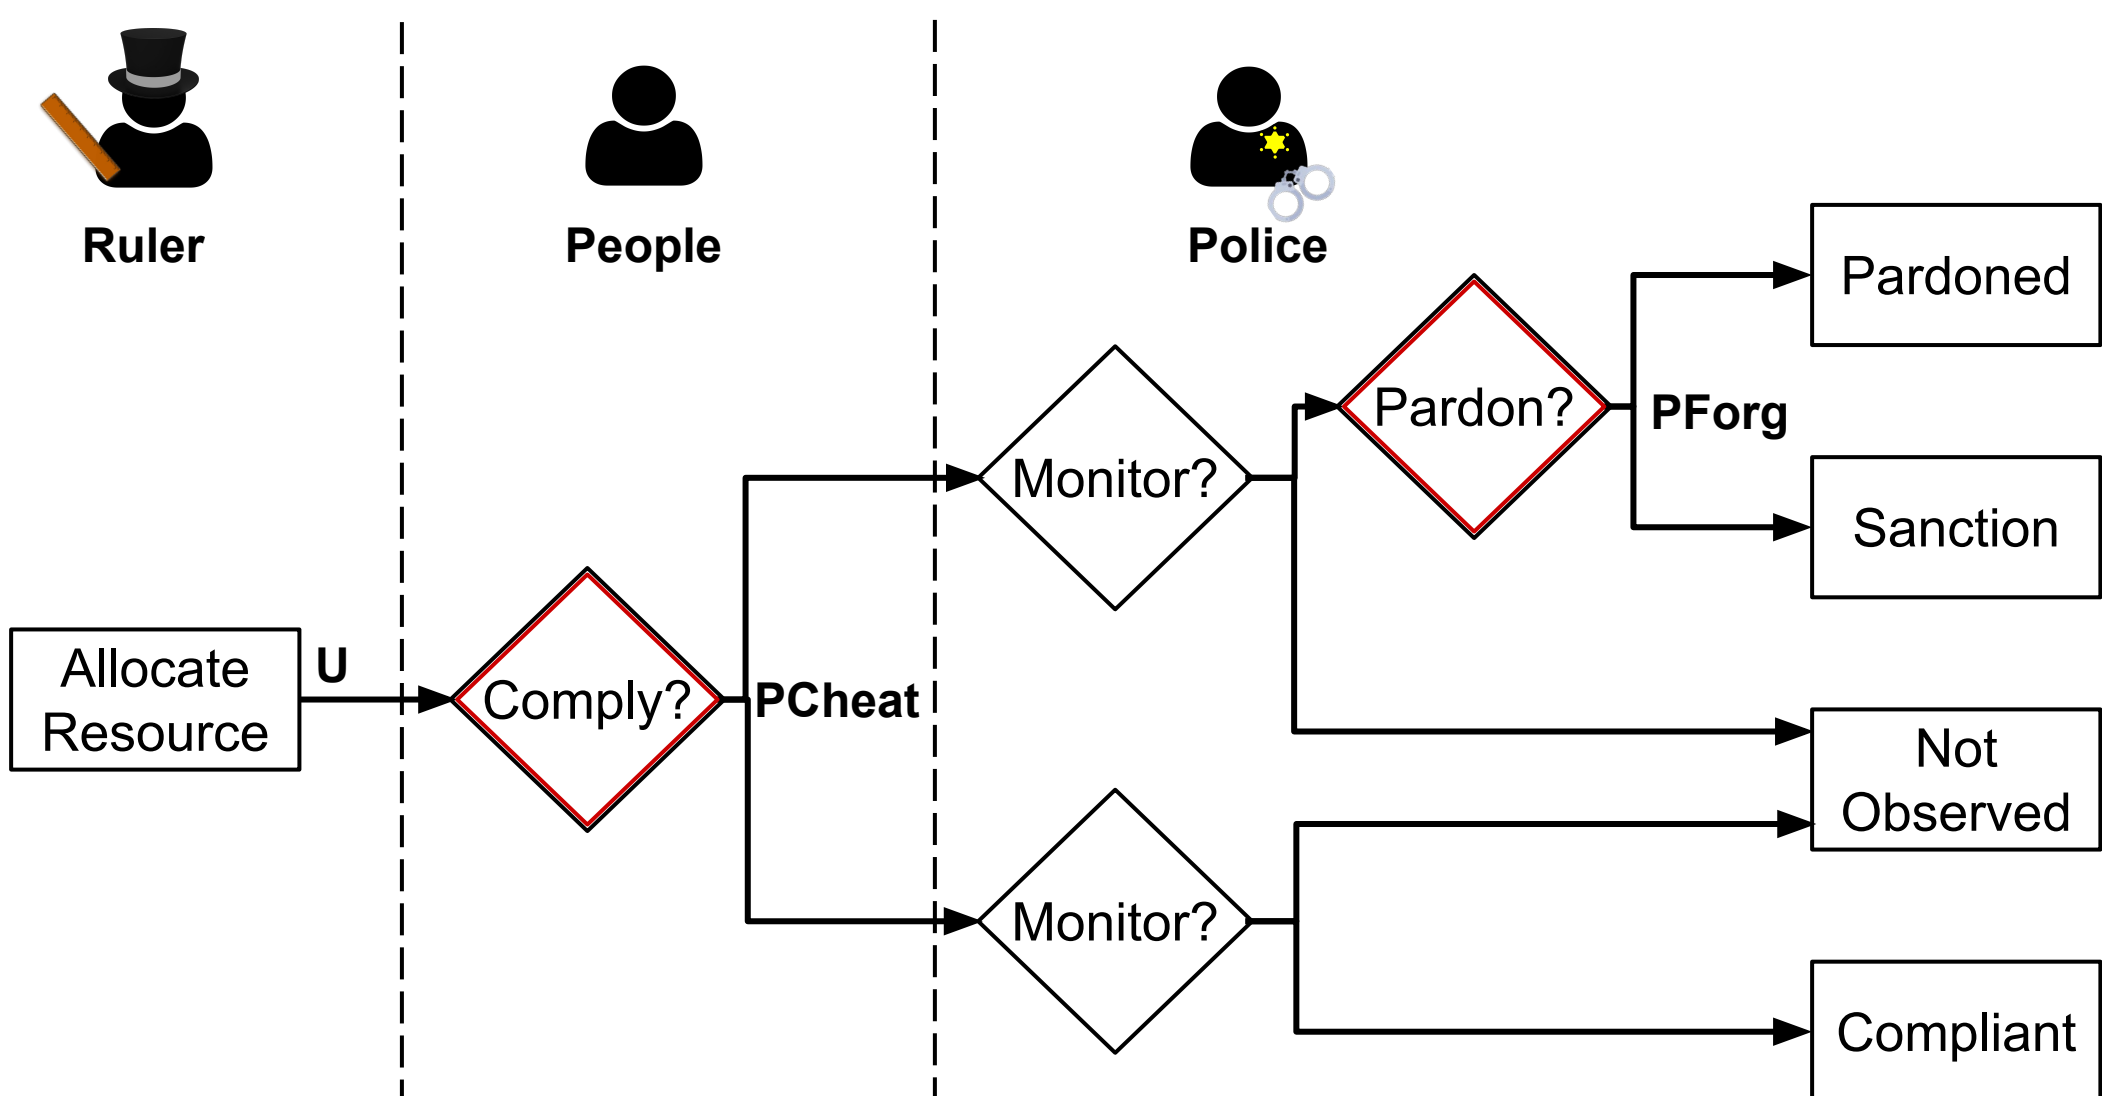 Ruler
People
Police
Pardoned
Pardon?
PForg
Monitor?
Sanction
Allocate
Resource
U
Comply?
PCheat
Not
Observed
Monitor?
Compliant